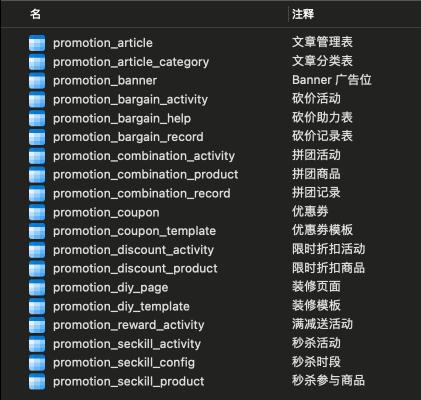 名 注释
promotion_article 文章管理表
promotion_article_category 文章分类表
promotion_banner Banner 广告位
promotion_bargain_activity 砍价活动
promotion_bargain_help 砍价助力表
promotion_bargain_record 砍价记录表
promotion_combination_activity 拼团活动
promotion_combination_product 拼团商品
promotion_combination_record 拼团记录
promotion_coupon 优惠券
promotion_coupon_template 优惠券模板
promotion_discount_activity 限时折扣活动
promotion_discount_product 限时折扣商品
promotion_diy_page 装修页面
promotion_diy_template 装修模板
promotion_reward_activity 满减送活动
promotion_seckill_activity 秒杀活动
promotion_seckill_config 秒杀时段
promotion_seckill_product 秒杀参与商品